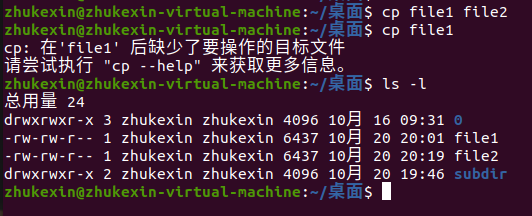 zhukexin@zhukexin-virtual-machine:~/桌面$ cp file1 file2
zhukexin@zhukexin-virtual-machine:~/桌面$ cp file1
cp: 在'file1' 后缺少了要操作的目标文件
请尝试执行 "cp --help" 来获取更多信息。
zhukexin@zhukexin-virtual-machine:~/桌面$ ls -l
总用量 24
drwxrwxr-x 3 zhukexin zhukexin 4096 10月 16 09:31 0
-rw-rw-r-- 1 zhukexin zhukexin 6437 10月 20 20:01 file1
-rw-rw-r-- 1 zhukexin zhukexin 6437 10月 20 20:19 file2
drwxrwxr-x 2 zhukexin zhukexin 4096 10月 20 19:46 subdir
zhukexin@zhukexin-virtual-machine:~/桌面$